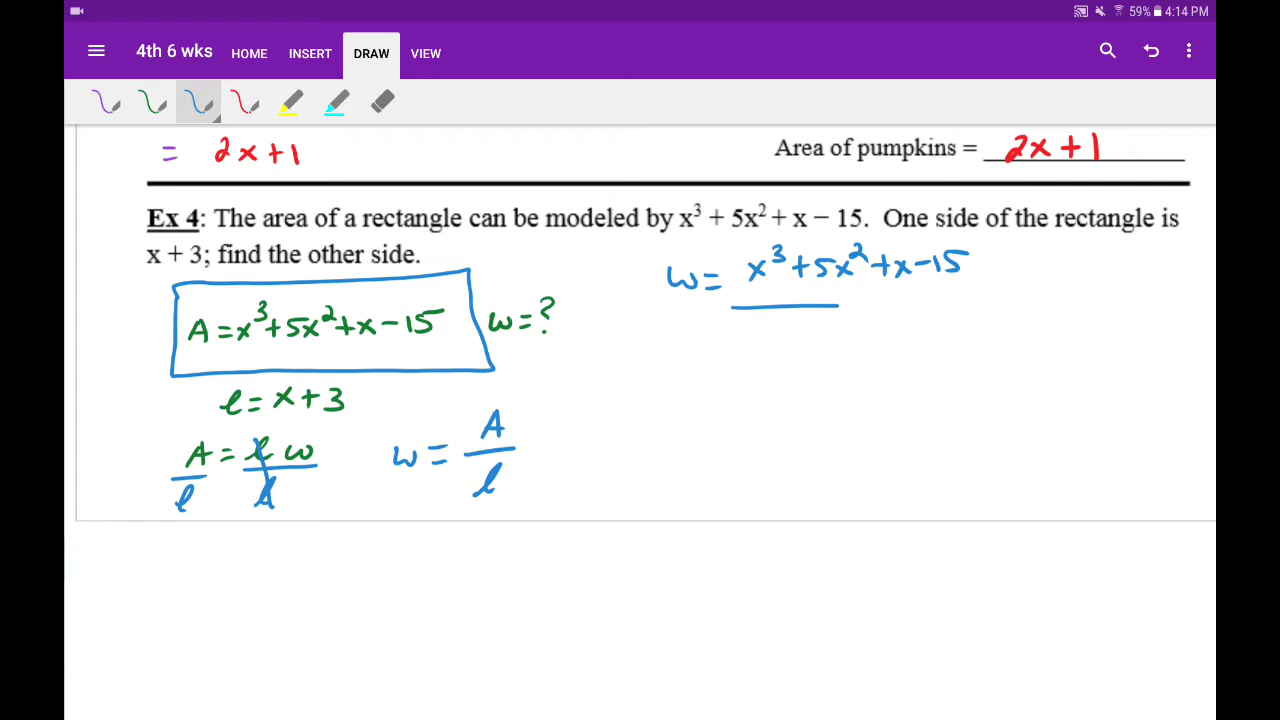 59% 4:14 PM
4th 6 wks HOME INSERT DRAW VIEW
= 2x+1
Area of pumpkins = 2x+1
Ex 4: The area of a rectangle can be modeled by x³ + 5x² + x − 15. One side of the rectangle is
x + 3; find the other side.
w= x³+5x²+x-15
A=x³+5x²+x-15 w=?
l= x+3
A = l w
l l
w = A
l